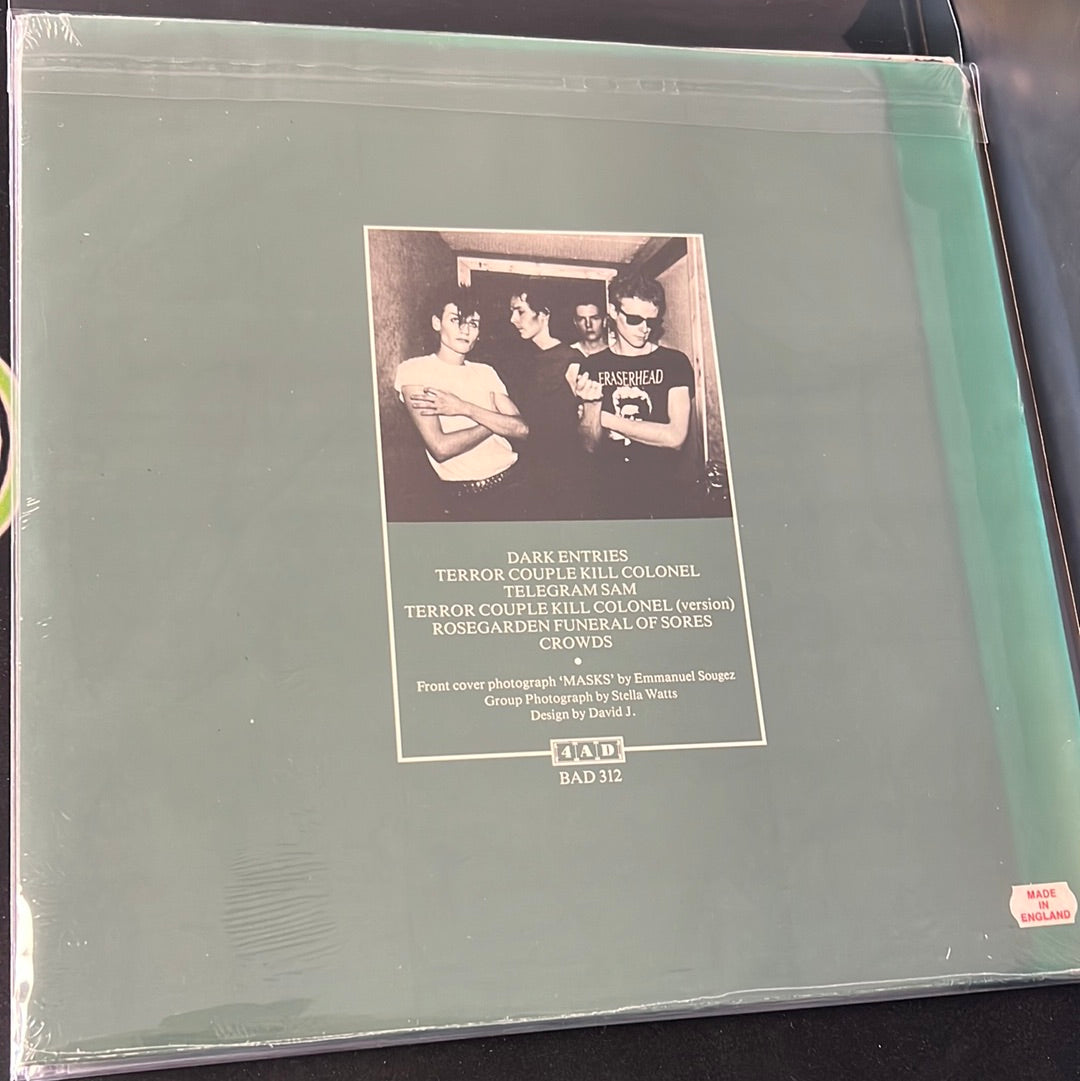 ERASERHEAD
DARK ENTRIES
TERROR COUPLE KILL COLONEL
TELEGRAM SAM
TERROR COUPLE KILL COLONEL (version)
ROSEGARDEN FUNERAL OF SORES
CROWDS
Front cover photograph ‘MASKS’ by Emmanuel Sougez
Group Photograph by Stella Watts
Design by David J.
4AD
BAD 312
MADE
IN
ENGLAND